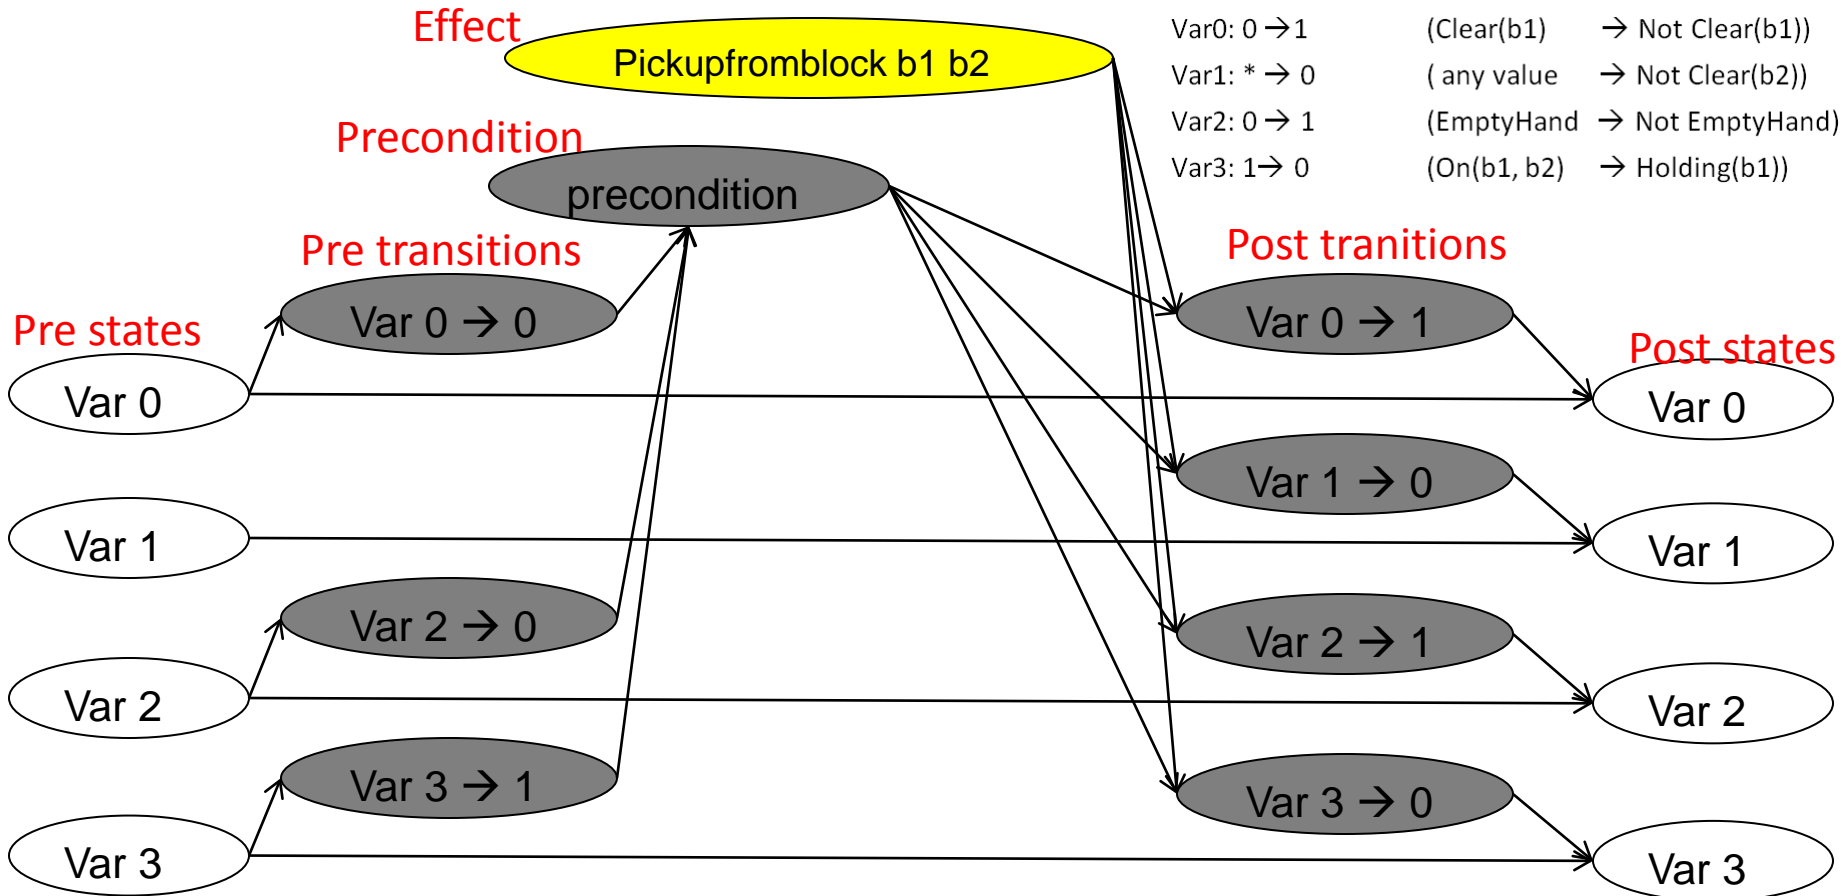 Effect
Pickupfromblock b1 b2
Var0: 0 → 1 (Clear(b1) → Not Clear(b1))
Var1: * → 0 ( any value → Not Clear(b2))
Var2: 0 → 1 (EmptyHand → Not EmptyHand)
Var3: 1→ 0 (On(b1, b2) → Holding(b1))
Precondition
precondition
Pre transitions
Post tranitions
Var 0 → 0
Var 0 → 1
Pre states
Post states
Var 0
Var 0
Var 1 → 0
Var 1
Var 1
Var 2 → 0
Var 2 → 1
Var 2
Var 2
Var 3 → 1
Var 3 → 0
Var 3
Var 3